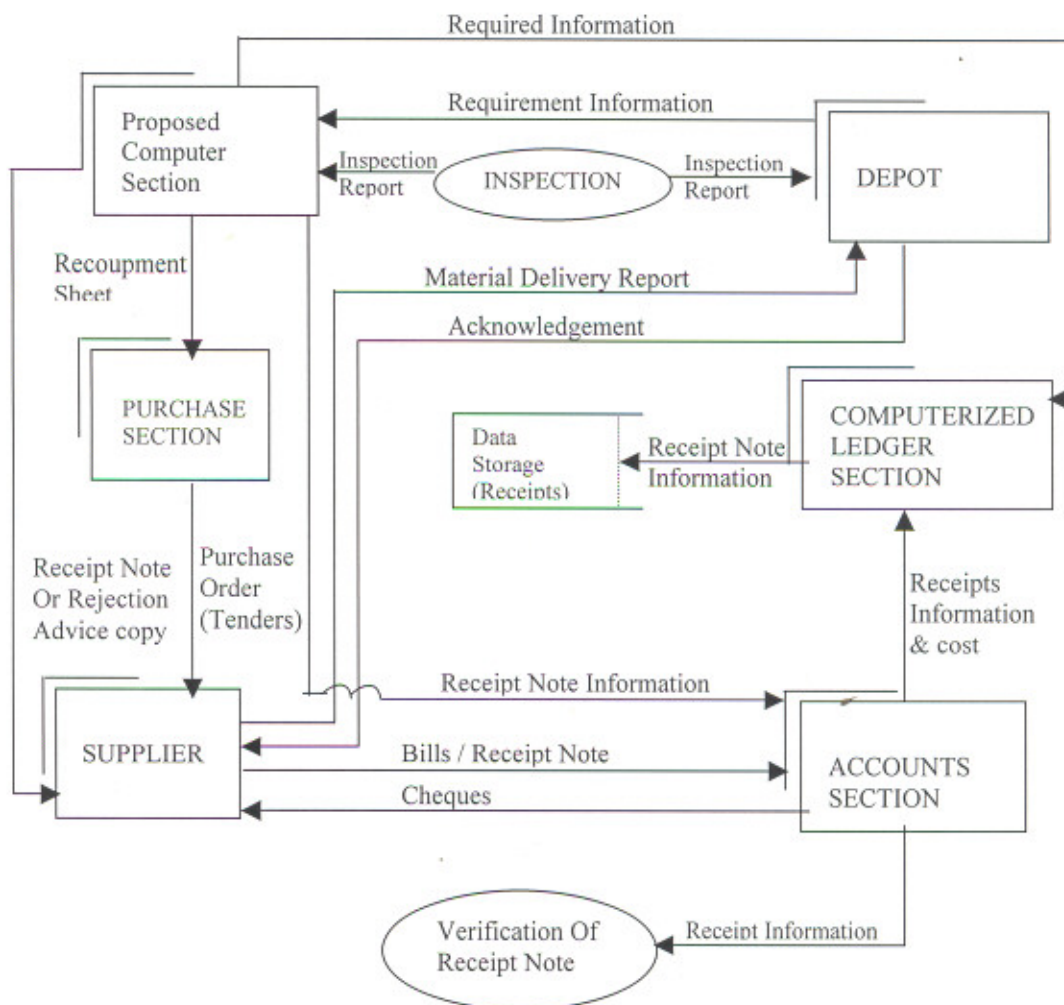 Required Information
Requirement Information
Proposed
Computer
Section
Inspection
Report
INSPECTION
Inspection
Report
DEPOT
Recoupment
Sheet
Material Delivery Report
Acknowledgement
PURCHASE
SECTION
Data
Storage
(Receipts)
Receipt Note
Information
COMPUTERIZED
LEDGER
SECTION
Receipt Note
Or Rejection
Advice copy
Purchase
Order
(Tenders)
Receipts
Information
& cost
Receipt Note Information
SUPPLIER
Bills / Receipt Note
Cheques
ACCOUNTS
SECTION
Verification Of
Receipt Note
Receipt Information